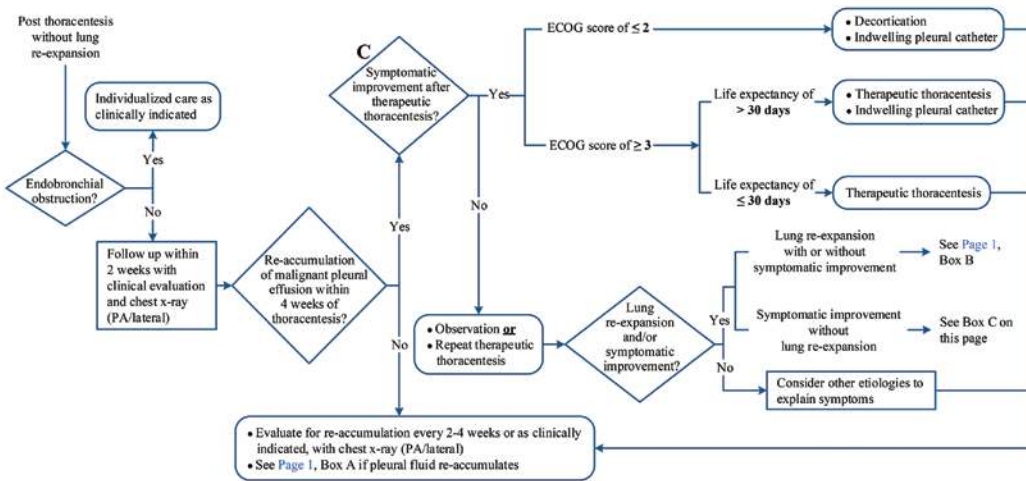 Post thoracentesis
without lung
re-expansion
Individualized care as
clinically indicated
Yes
Endobronchial
obstruction?
No
Follow up within
2 weeks with
clinical evaluation
and chest x-ray
(PA/lateral)
Re-accumulation
of malignant pleural
effusion within
4 weeks of
thoracentesis?
Yes
No
C
Symptomatic
improvement after
therapeutic
thoracentesis?
Yes
No
ECOG score of ≤ 2
• Decortication
• Indwelling pleural catheter
ECOG score of ≥ 3
Life expectancy of
> 30 days
• Therapeutic thoracentesis
• Indwelling pleural catheter
Life expectancy of
≤ 30 days
Therapeutic thoracentesis
• Observation or
• Repeat therapeutic
thoracentesis
Lung
re-expansion
and/or
symptomatic
improvement?
Yes
No
Lung re-expansion
with or without
symptomatic improvement
See Page 1,
Box B
Symptomatic improvement
without
lung re-expansion
See Box C on
this page
Consider other etiologies to
explain symptoms
• Evaluate for re-accumulation every 2-4 weeks or as clinically
indicated, with chest x-ray (PA/lateral)
• See Page 1, Box A if pleural fluid re-accumulates